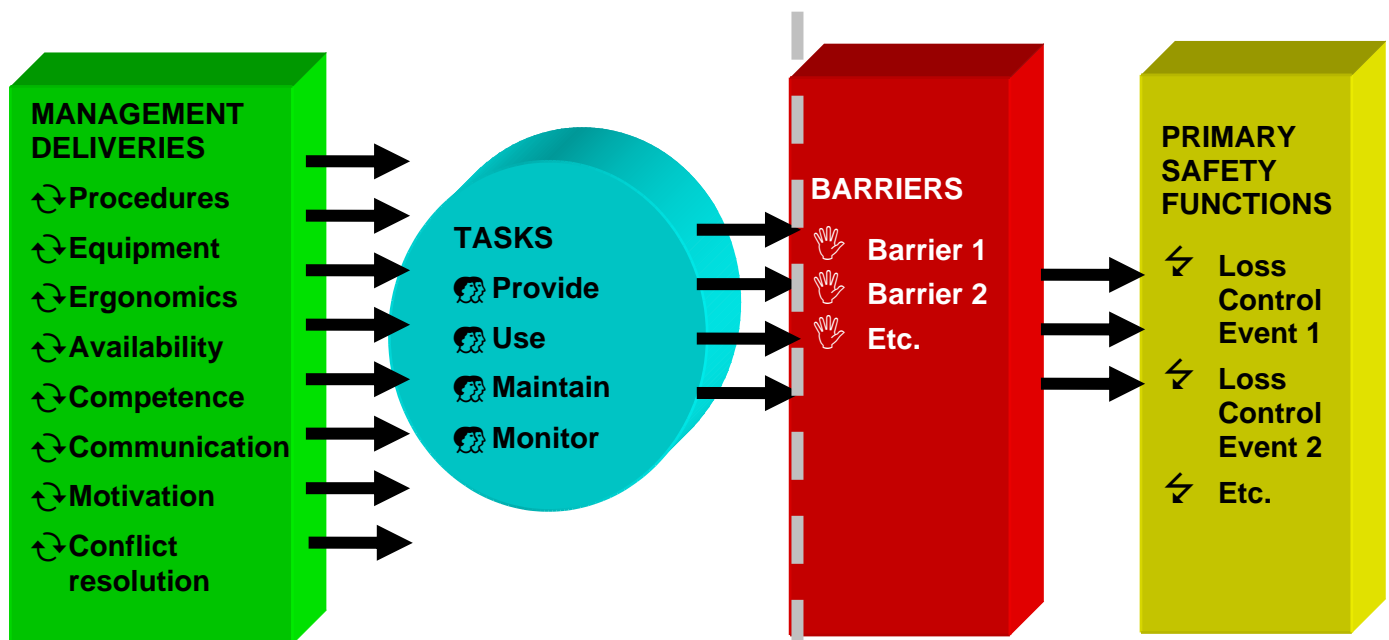 MANAGEMENT
DELIVERIES
Procedures
Equipment
Ergonomics
Availability
Competence
Communication
Motivation
Conflict
resolution
TASKS
Provide
Use
Maintain
Monitor
BARRIERS
Barrier 1
Barrier 2
Etc.
PRIMARY
SAFETY
FUNCTIONS
Loss
Control
Event 1
Loss
Control
Event 2
Etc.